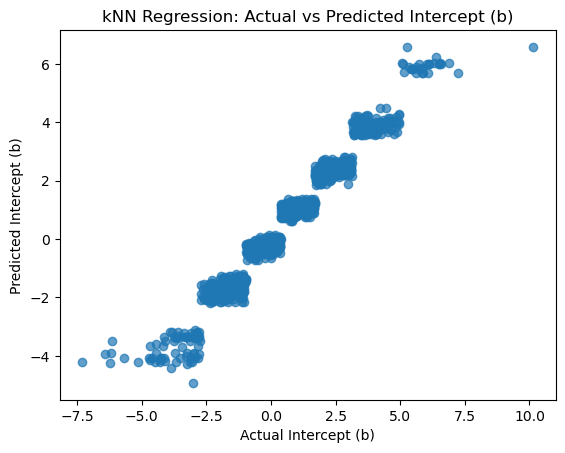 kNN Regression: Actual vs Predicted Intercept (b)
Predicted Intercept (b)
6
4
2
0
−2
−4
−7.5 −5.0 −2.5 0.0 2.5 5.0 7.5 10.0
Actual Intercept (b)